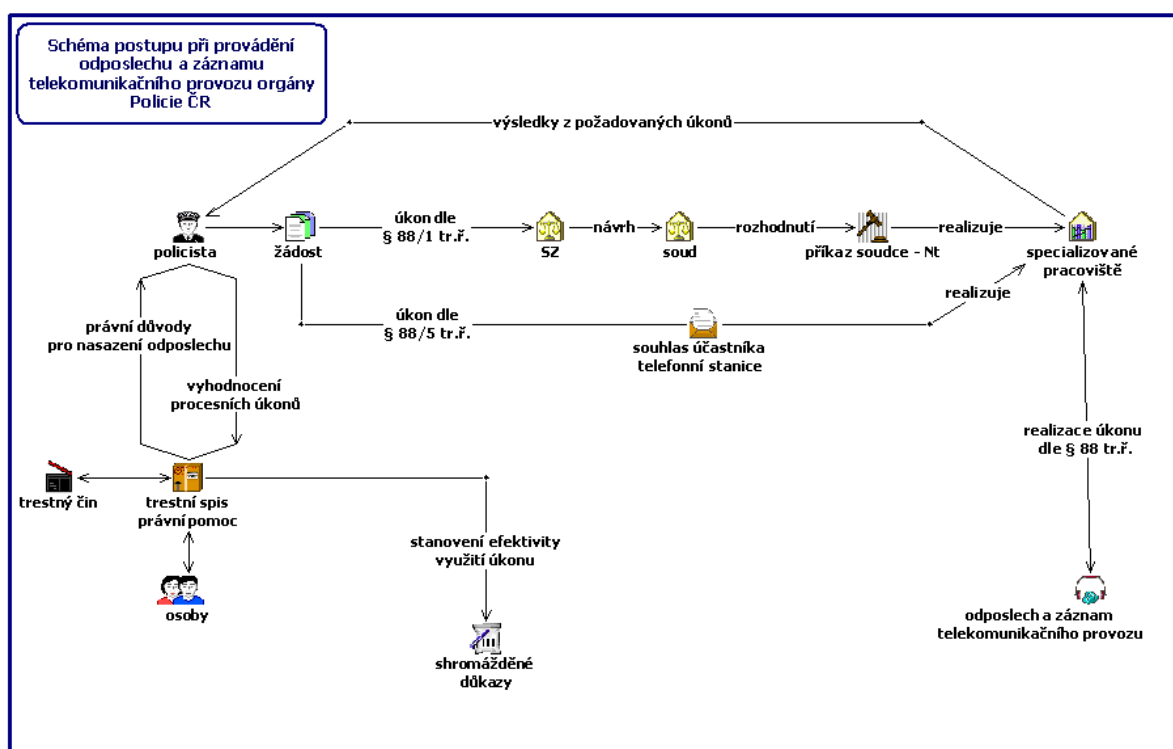 Schéma postupu při provádění
odposlechu a záznamu
telekomunikačního provozu orgány
Policie ČR
výsledky z požadovaných úkonů
policista
žádost
úkon dle
§ 88/1 tr.ř.
SZ
návrh
soud
rozhodnutí
příkaz soudce - Nt
realizuje
specializované
pracoviště
právní důvody
pro nasazení odposlechu
úkon dle
§ 88/5 tr.ř.
souhlas účastníka
telefonní stanice
realizuje
vyhodnocení
procesních úkonů
realizace úkonu
dle § 88 tr.ř.
trestný čin
trestní spis
právní pomoc
stanovení efektivity
využití úkonu
osoby
shromážděné
důkazy
odposlech a záznam
telekomunikačního provozu